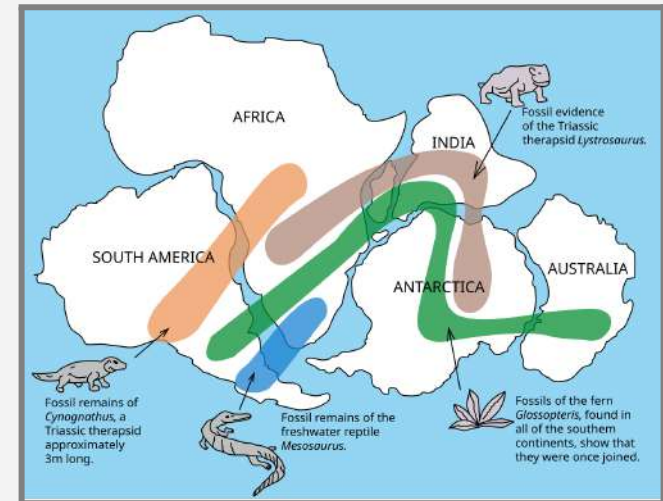 AFRICA
INDIA
Fossil evidence
of the Triassic
therapsid Lystrosaurus.
SOUTH AMERICA
ANTARCTICA
AUSTRALIA
Fossil remains of
Cynognathus, a
Triassic therapsid
approximately
3m long.
Fossil remains of the
freshwater reptile
Mesosaurus.
Fossils of the fern
Glossopteris, found in
all of the southern
continents, show that
they were once joined.